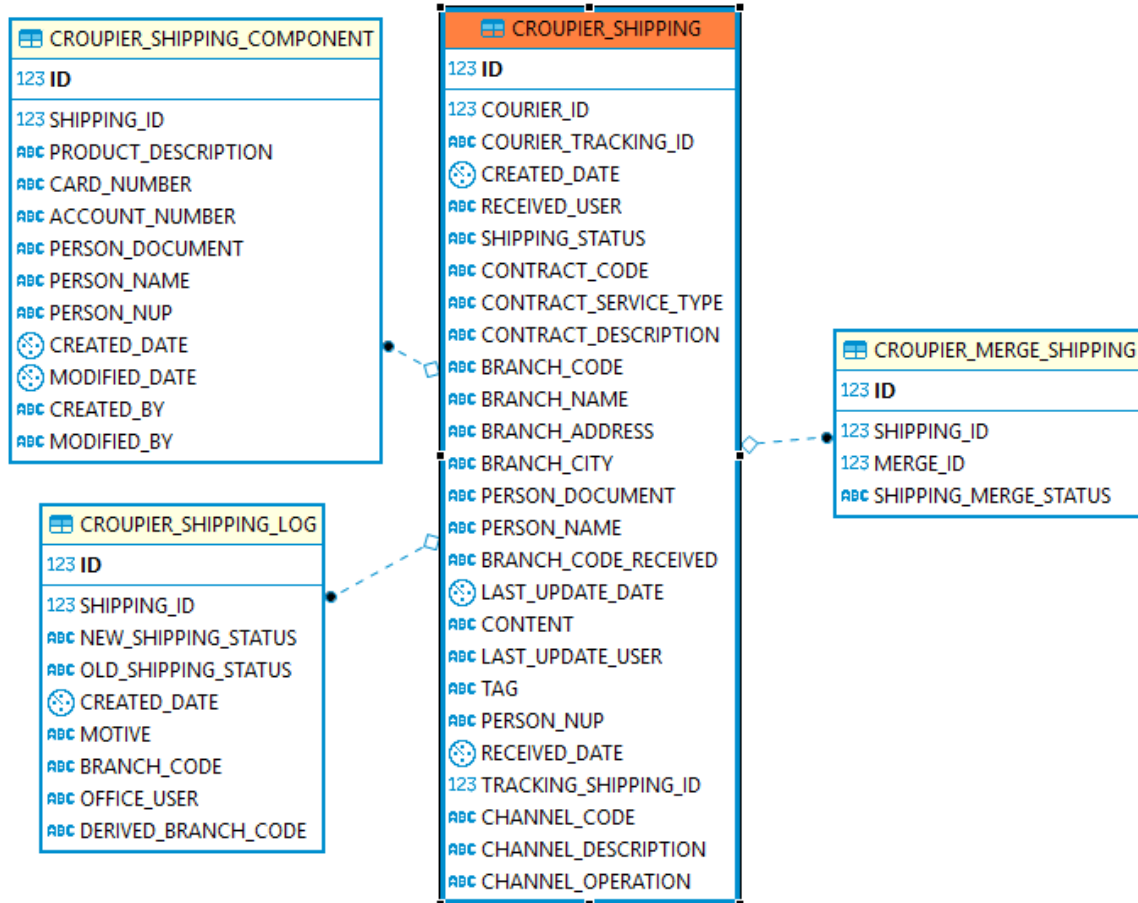 CROUPIER_SHIPPING_COMPONENT
123 ID
123 SHIPPING_ID
ABC PRODUCT_DESCRIPTION
ABC CARD_NUMBER
ABC ACCOUNT_NUMBER
ABC PERSON_DOCUMENT
ABC PERSON_NAME
ABC PERSON_NUP
CREATED_DATE
MODIFIED_DATE
ABC CREATED_BY
ABC MODIFIED_BY
CROUPIER_SHIPPING_LOG
123 ID
123 SHIPPING_ID
ABC NEW_SHIPPING_STATUS
ABC OLD_SHIPPING_STATUS
CREATED_DATE
ABC MOTIVE
ABC BRANCH_CODE
ABC OFFICE_USER
ABC DERIVED_BRANCH_CODE
CROUPIER_SHIPPING
123 ID
123 COURIER_ID
ABC COURIER_TRACKING_ID
CREATED_DATE
ABC RECEIVED_USER
ABC SHIPPING_STATUS
ABC CONTRACT_CODE
ABC CONTRACT_SERVICE_TYPE
ABC CONTRACT_DESCRIPTION
ABC BRANCH_CODE
ABC BRANCH_NAME
ABC BRANCH_ADDRESS
ABC BRANCH_CITY
ABC PERSON_DOCUMENT
ABC PERSON_NAME
ABC BRANCH_CODE_RECEIVED
LAST_UPDATE_DATE
ABC CONTENT
ABC LAST_UPDATE_USER
ABC TAG
ABC PERSON_NUP
RECEIVED_DATE
123 TRACKING_SHIPPING_ID
ABC CHANNEL_CODE
ABC CHANNEL_DESCRIPTION
ABC CHANNEL_OPERATION
CROUPIER_MERGE_SHIPPING
123 ID
123 SHIPPING_ID
123 MERGE_ID
ABC SHIPPING_MERGE_STATUS